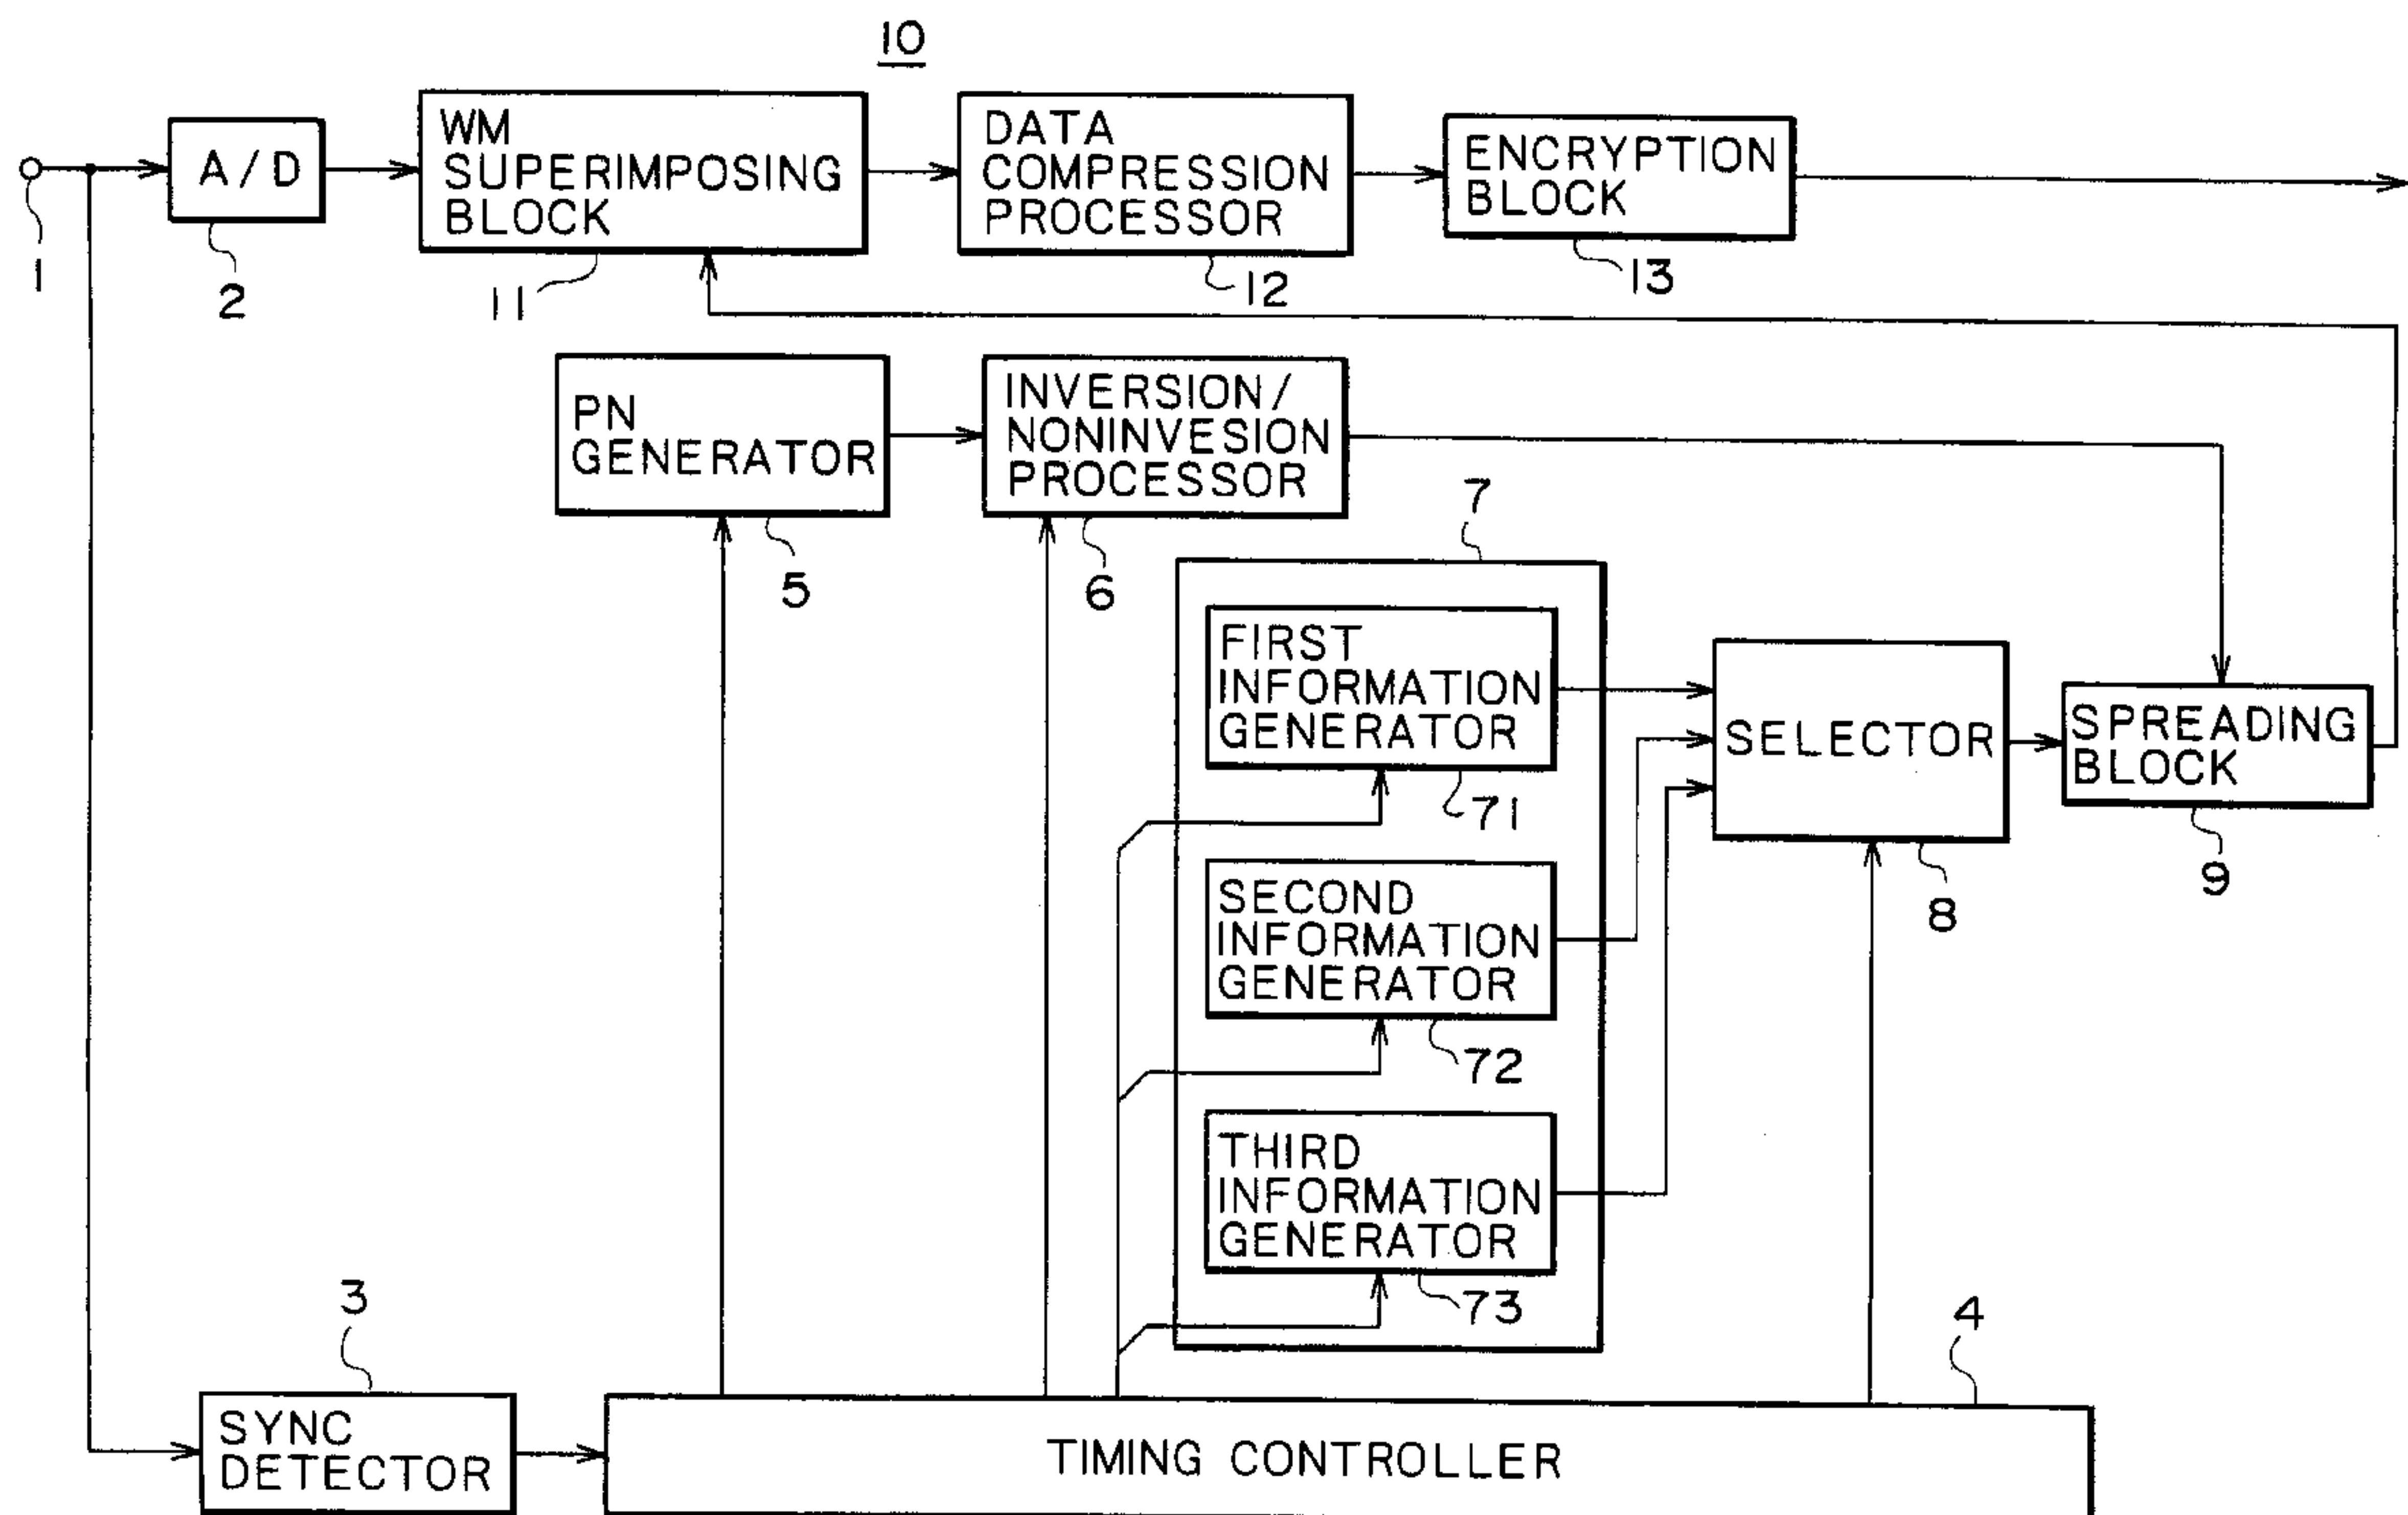 10
A/D
WM
SUPERIMPOSING
BLOCK
DATA
COMPRESSION
PROCESSOR
ENCRYPTION
BLOCK
1
2
11
12
13
PN
GENERATOR
INVERSION/
NONINVESION
PROCESSOR
5
6
7
FIRST
INFORMATION
GENERATOR
71
SELECTOR
8
SPREADING
BLOCK
9
SECOND
INFORMATION
GENERATOR
72
THIRD
INFORMATION
GENERATOR
73
3
4
SYNC
DETECTOR
TIMING CONTROLLER